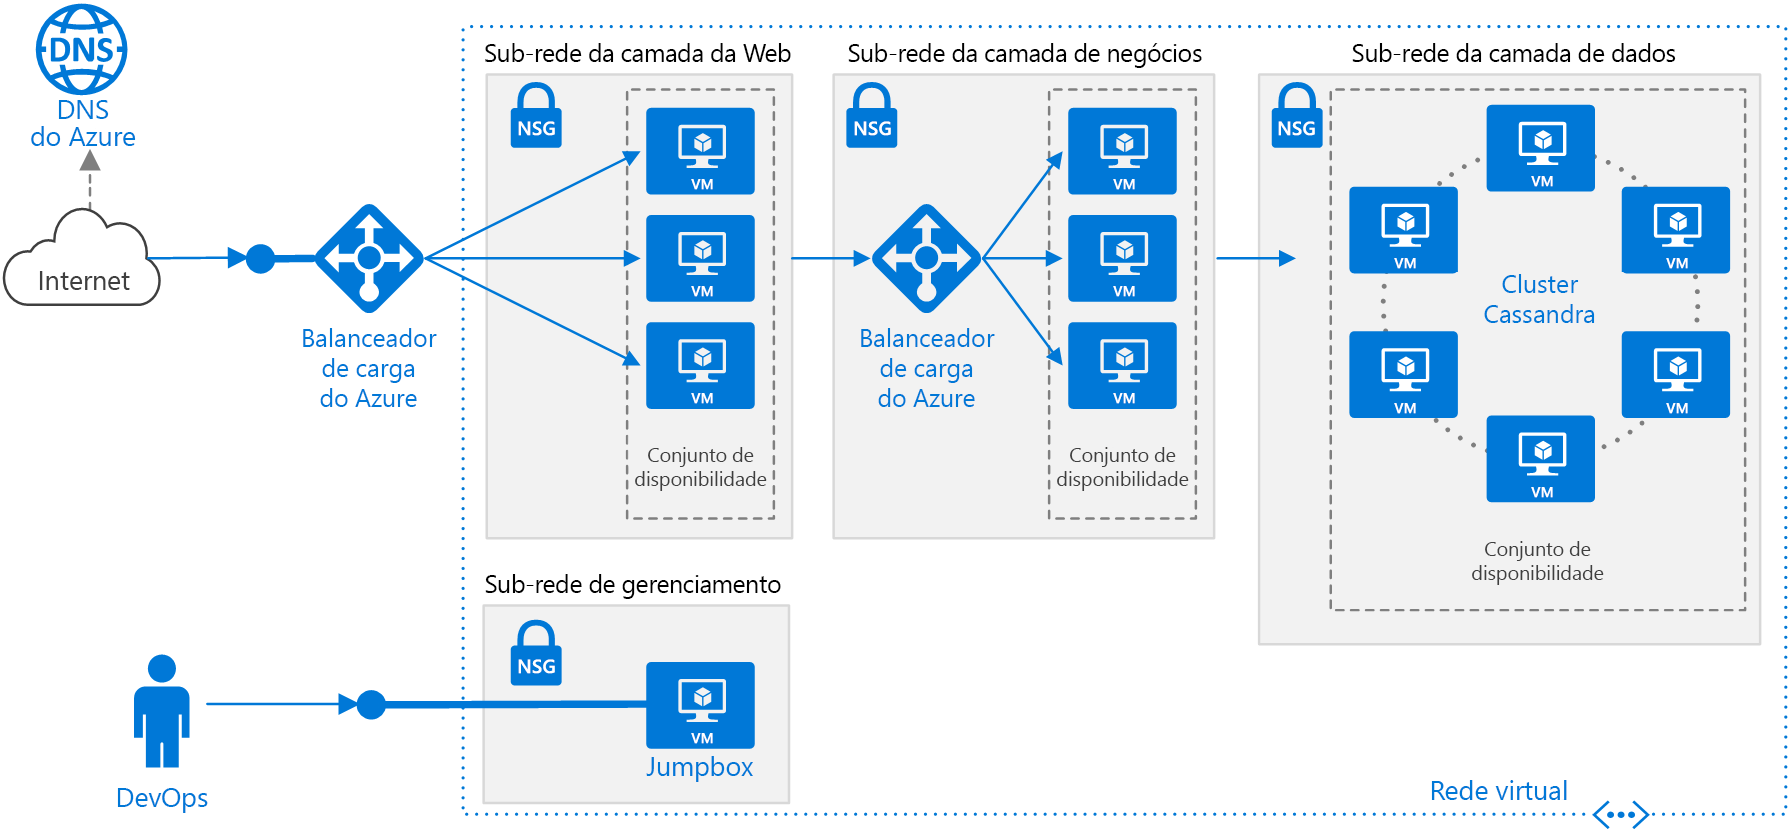 DNS
DNS
do Azure
Internet
Balanceador
de carga
do Azure
Sub-rede da camada da Web
NSG
VM
VM
VM
Conjunto de
disponibilidade
Sub-rede da camada de negócios
NSG
Balanceador
de carga
do Azure
VM
VM
VM
Conjunto de
disponibilidade
Sub-rede da camada de dados
NSG
VM
VM
VM
Cluster
Cassandra
VM
VM
VM
Conjunto de
disponibilidade
Sub-rede de gerenciamento
NSG
VM
Jumpbox
DevOps
Rede virtual